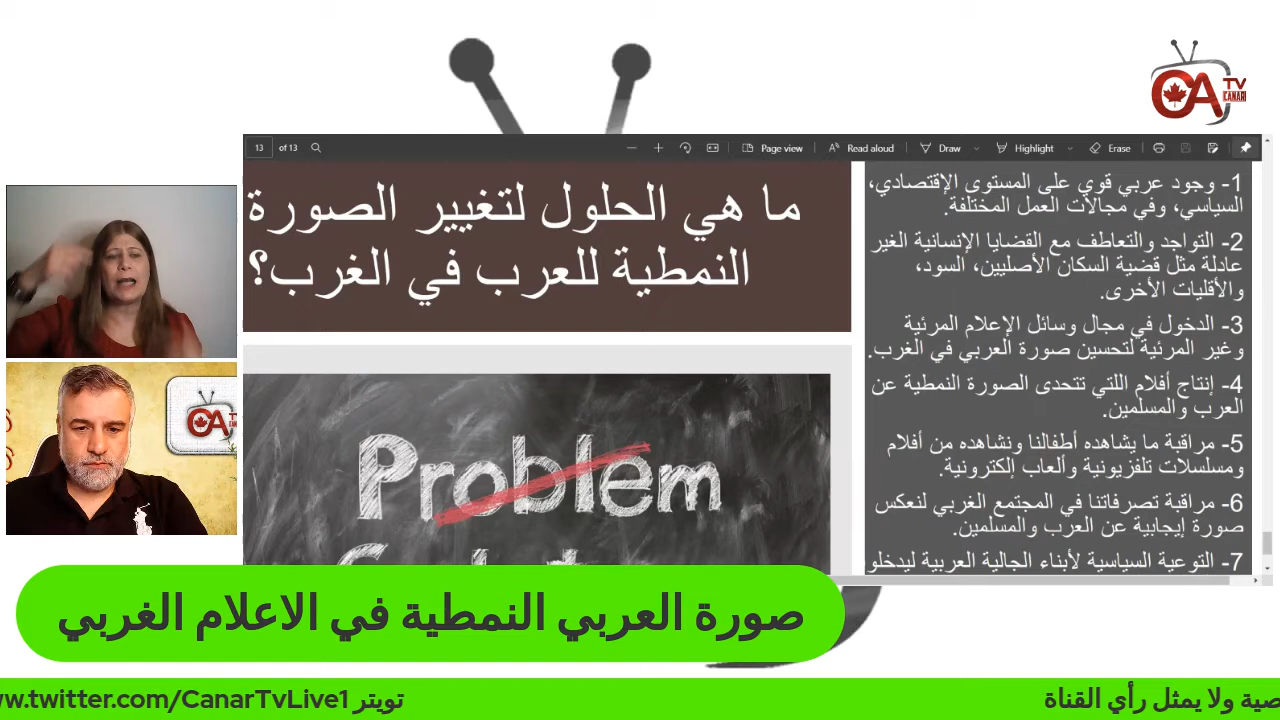 CA TV
CANAR
13 of 13
Page view
Read aloud
Draw
Highlight
Erase
ما هي الحلول لتغيير الصورة
النمطية للعرب في الغرب؟
1- وجود عربي قوي على المستوى الإقتصادي،
السياسي، وفي مجالات العمل المختلفة.
2- التواجد والتعاطف مع القضايا الإنسانية الغير
عادلة مثل قضية السكان الأصليين، السود،
والأقليات الأخرى.
3- الدخول في مجال وسائل الإعلام المرئية
وغير المرئية لتحسين صورة العربي في الغرب.
4- إنتاج أفلام اللتي تتحدى الصورة النمطية عن
العرب والمسلمين.
5- مراقبة ما يشاهده أطفالنا ونشاهده من أفلام
ومسلسلات تلفزيونية وألعاب إلكترونية.
6- مراقبة تصرفاتنا في المجتمع الغربي لنعكس
صورة إيجابية عن العرب والمسلمين.
7- التوعية السياسية لأبناء الجالية العربية ليدخلو
Problem
CA TV
صورة العربي النمطية في الاعلام الغربي
صية ولا يمثل رأي القناة
تويتر w.twitter.com/CanarTvLive1